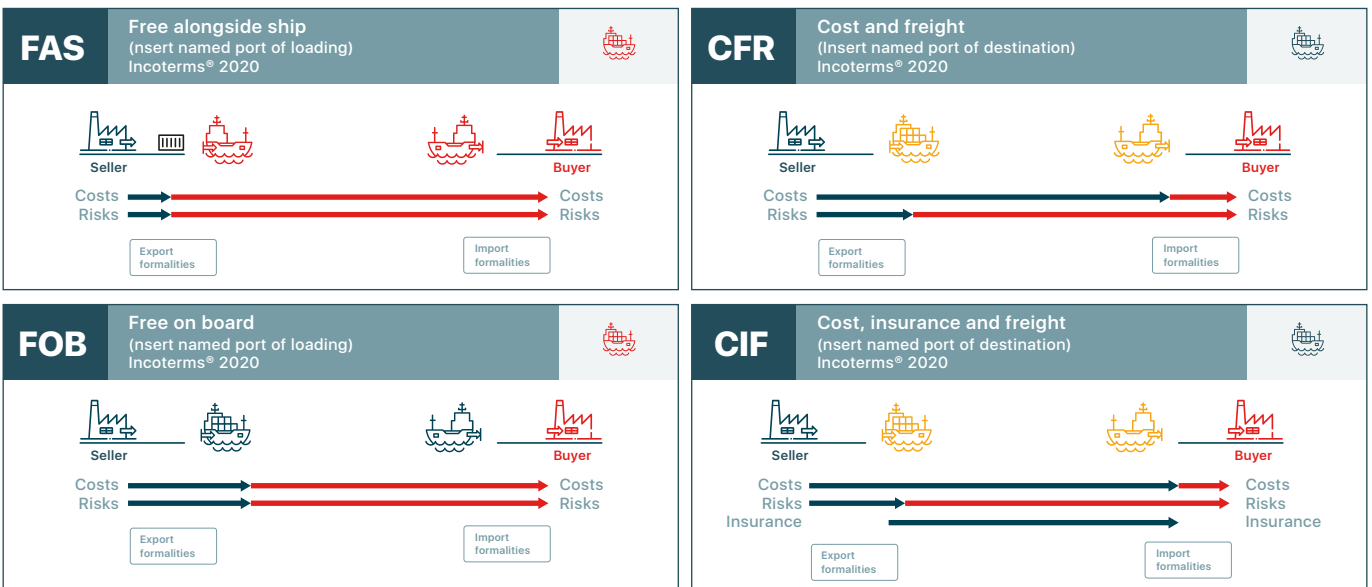 FAS
Free alongside ship
(nsert named port of loading)
Incoterms® 2020
Seller
Buyer
Costs
Costs
Risks
Risks
Export
formalities
Import
formalities
CFR
Cost and freight
(Insert named port of destination)
Incoterms® 2020
Seller
Buyer
Costs
Costs
Risks
Risks
Export
formalities
Import
formalities
FOB
Free on board
(nsert named port of loading)
Incoterms® 2020
Seller
Buyer
Costs
Costs
Risks
Risks
Export
formalities
Import
formalities
CIF
Cost, insurance and freight
(nsert named port of destination)
Incoterms® 2020
Seller
Buyer
Costs
Costs
Risks
Risks
Insurance
Insurance
Export
formalities
Import
formalities